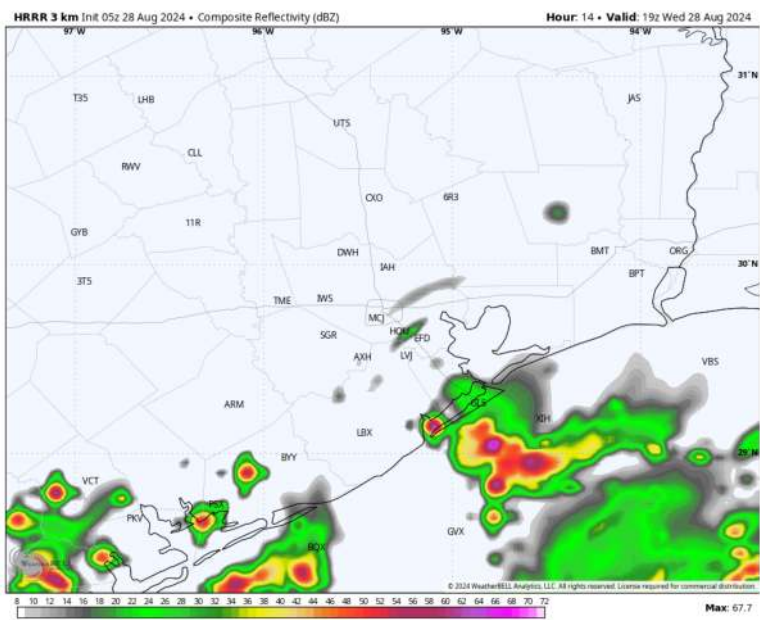 HRRR 3 km Init 05z 28 Aug 2024 • Composite Reflectivity (dBZ) Hour: 14 • Valid: 19z Wed 28 Aug 2024
97°W 96°W 95°W 94°W
31°N
T35 LHB JAS
UTS
CLL
RWV
OXO 6R3
11R
GYB
DWH BMT ORG
IAH 30°N
3T5 BPT
TME IWS
MCJ
SGR HOU EFD
AXH LVJ VBS
ARM GLS
XIH
LBX
BYY 29°N
VCT
PKV PSX
GVX
BQX
© 2024 WeatherBELL Analytics, LLC. All rights reserved. License required for commercial distribution.
8 10 12 14 16 18 20 22 24 26 28 30 32 34 36 38 40 42 44 46 48 50 52 54 56 58 60 62 64 66 68 70 72 Max: 67.7